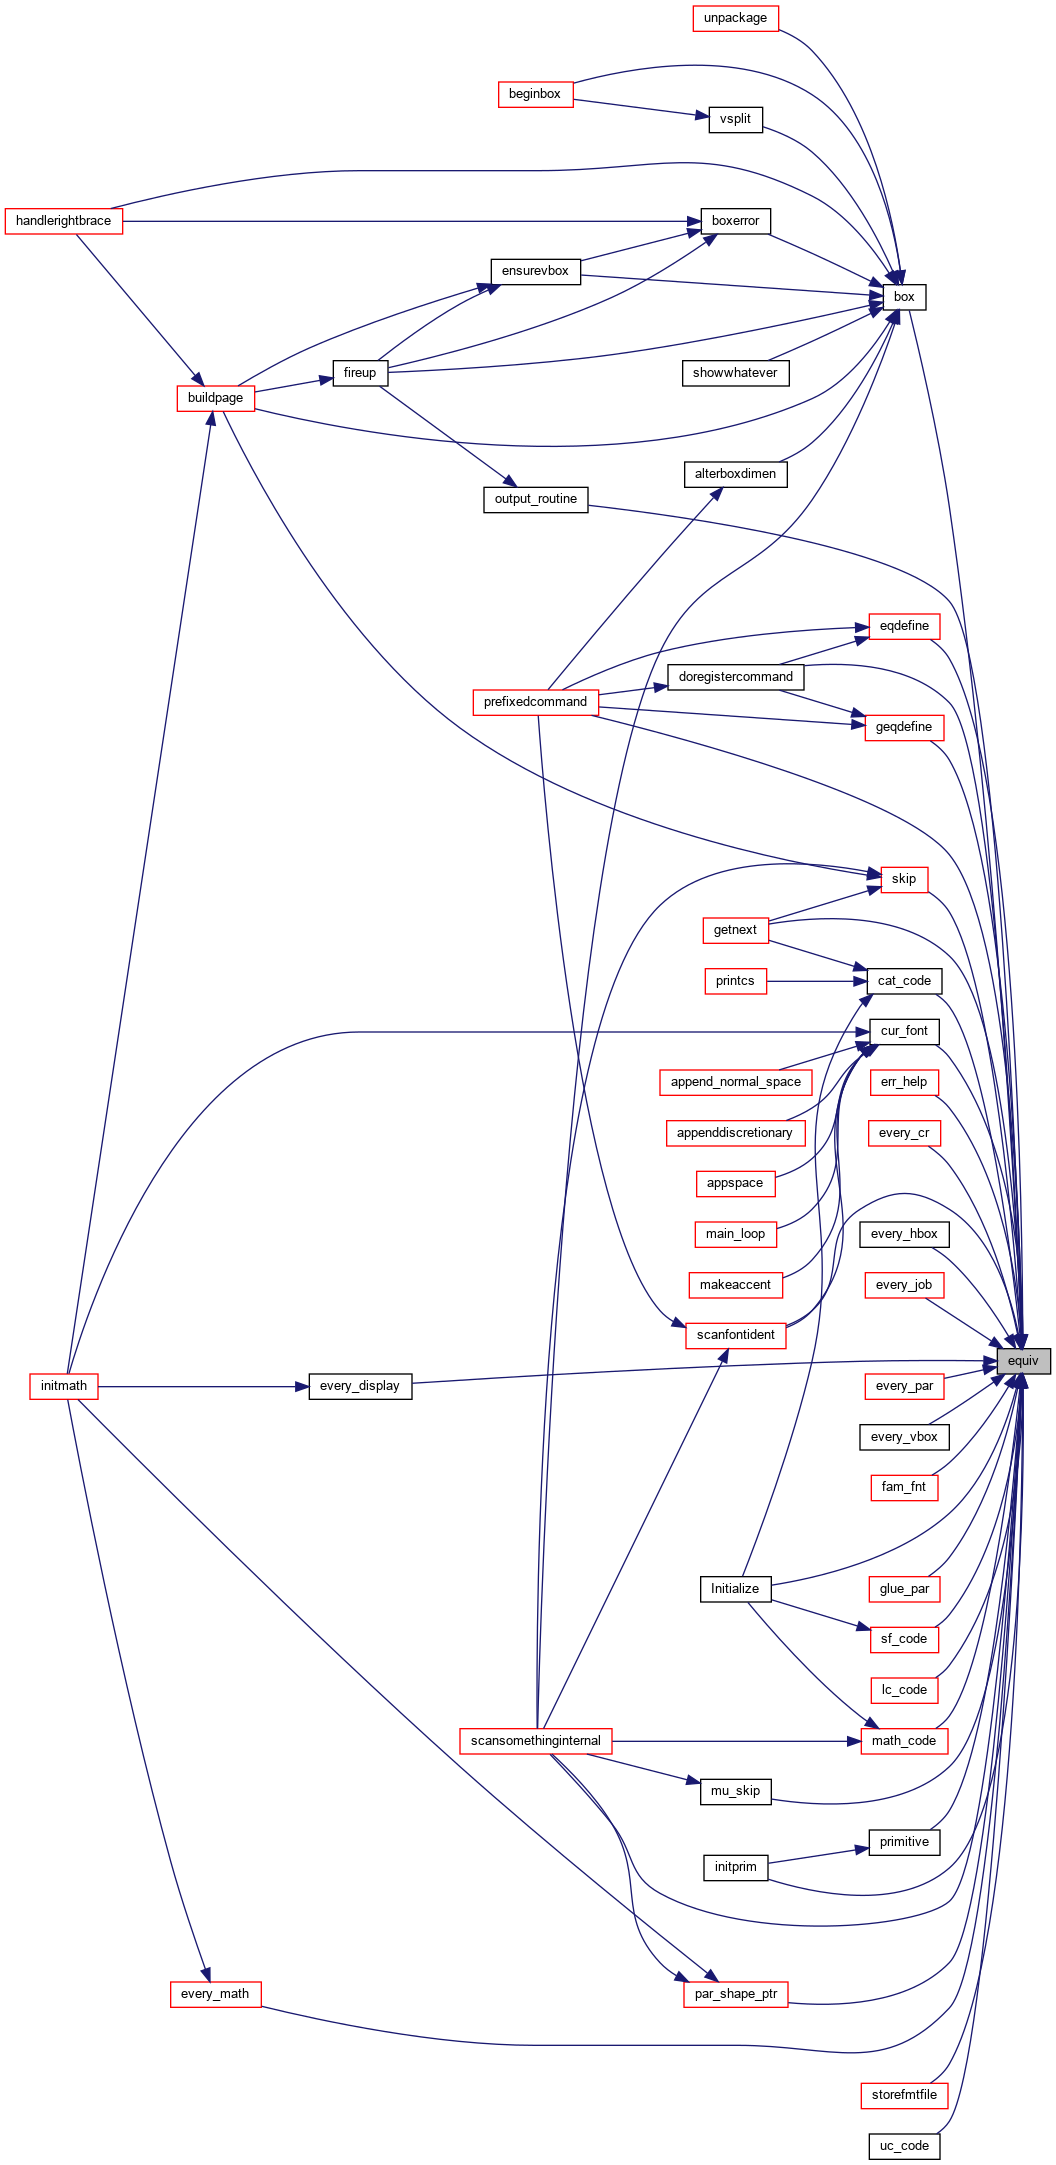 unpackage
beginbox
vsplit
handlerightbrace
boxerror
ensurevbox
box
fireup
showwhatever
buildpage
alterboxdimen
output_routine
eqdefine
doregistercommand
prefixedcommand
geqdefine
skip
getnext
printcs
cat_code
cur_font
append_normal_space
err_help
appenddiscretionary
every_cr
appspace
main_loop
every_hbox
makeaccent
every_job
scanfontident
equiv
initmath
every_display
every_par
every_vbox
fam_fnt
Initialize
glue_par
sf_code
lc_code
scansomethinginternal
math_code
mu_skip
primitive
initprim
every_math
par_shape_ptr
storefmtfile
uc_code